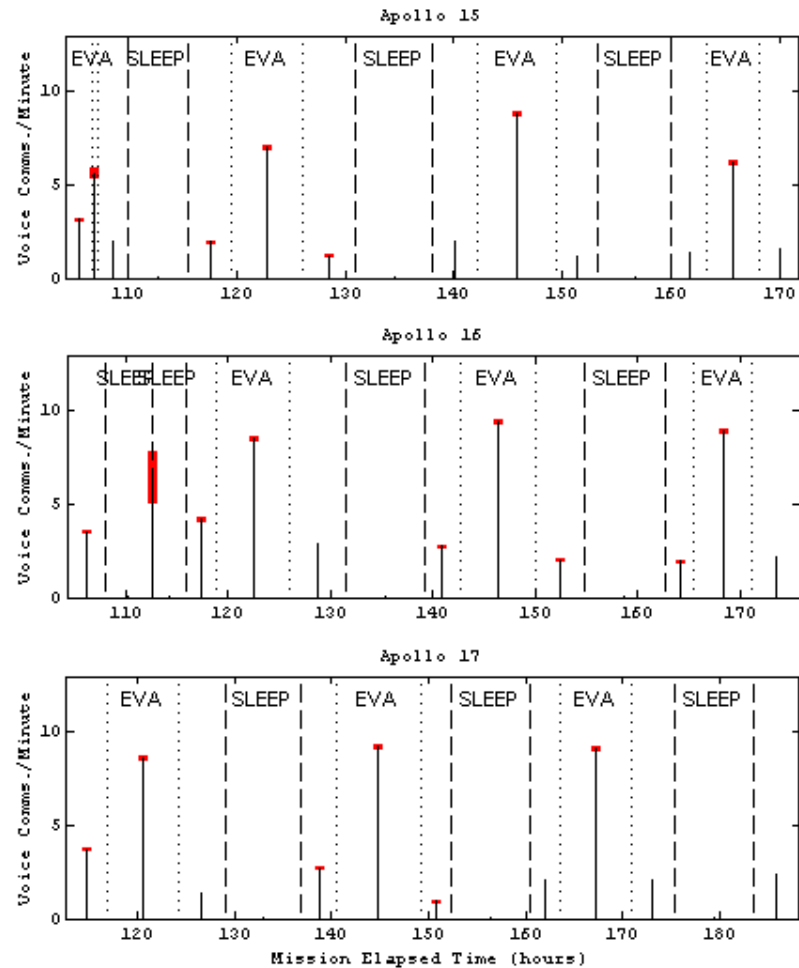 Apollo 15
EVA SLEEP EVA SLEEP EVA SLEEP EVA
Voice Comms./Minute
10
5
0
110 120 130 140 150 160 170
Apollo 16
SLEEP SLEEP EVA SLEEP EVA SLEEP EVA
Voice Comms./Minute
10
5
0
110 120 130 140 150 160 170
Apollo 17
EVA SLEEP EVA SLEEP EVA SLEEP
Voice Comms./Minute
10
5
0
120 130 140 150 160 170 180
Mission Elapsed Time (hours)